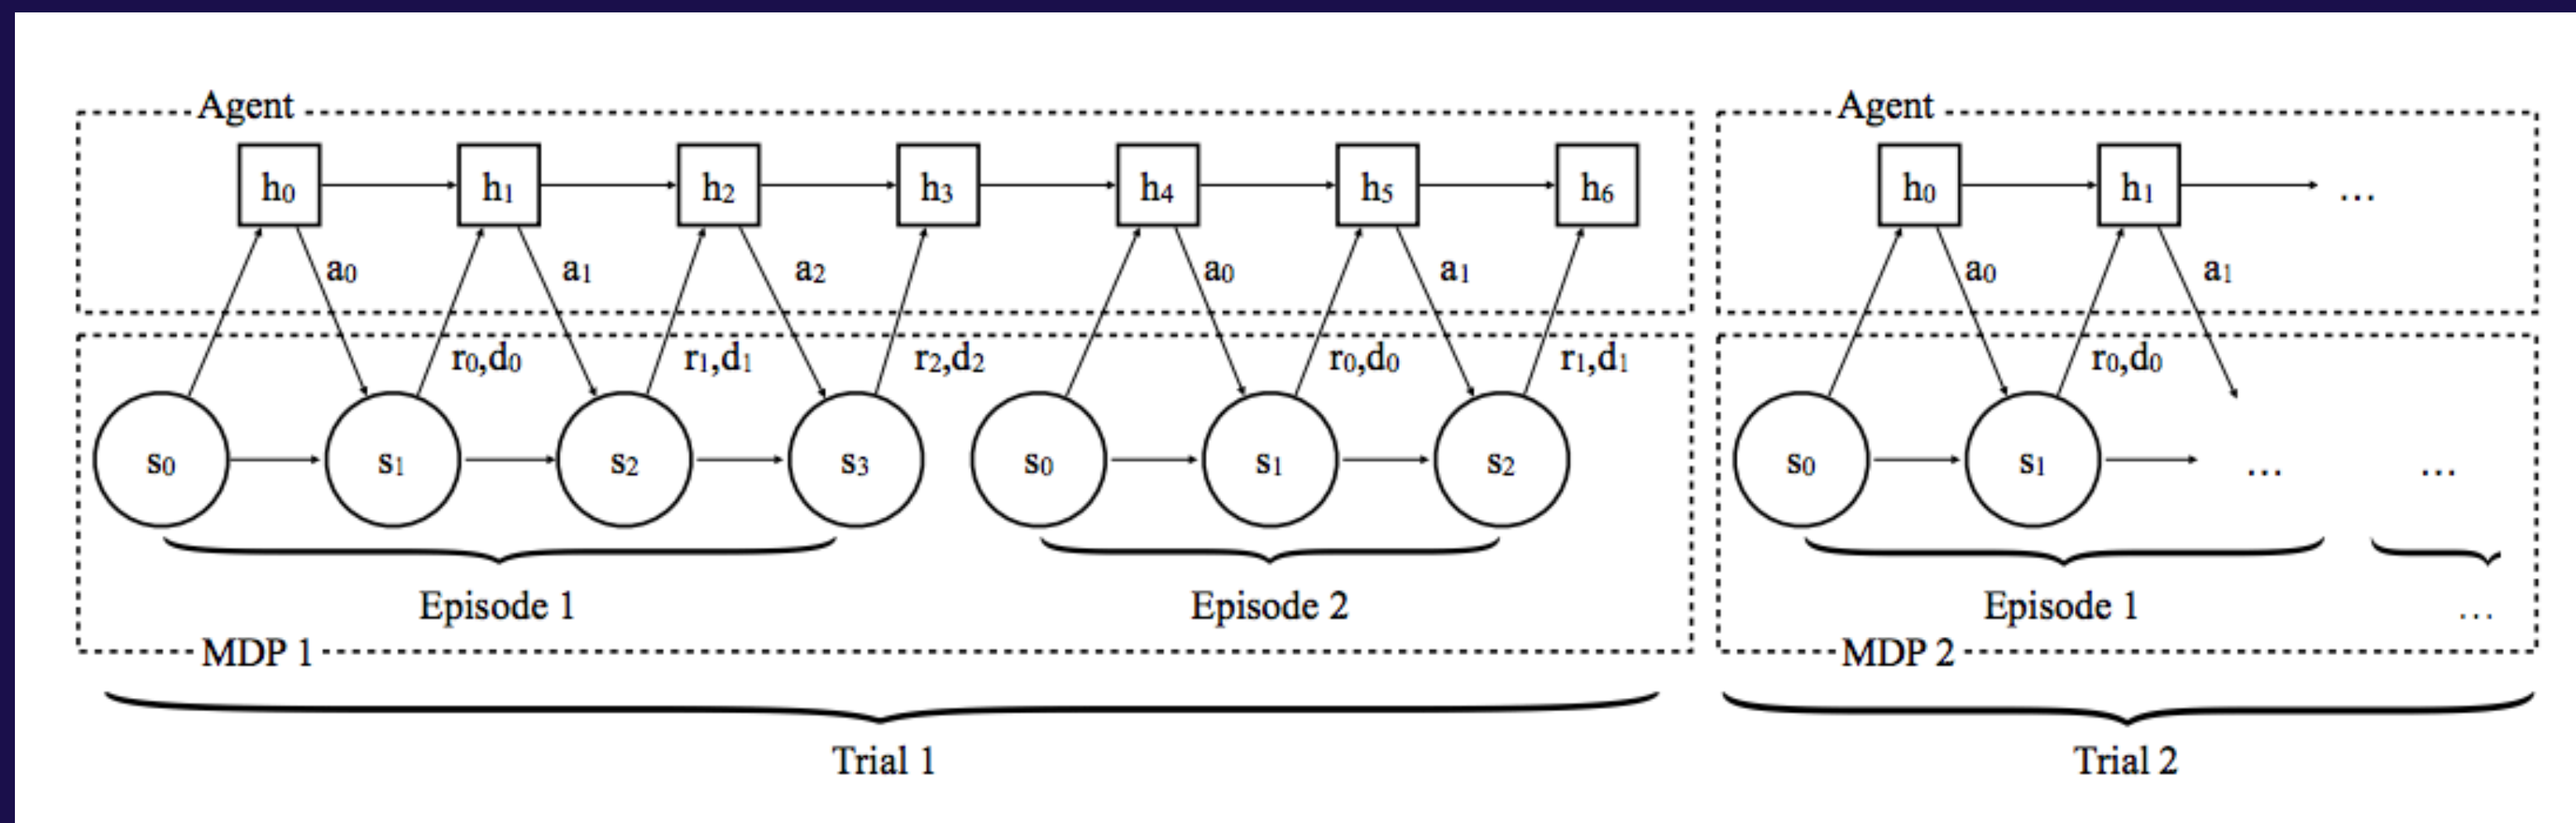 Agent Agent
h0 h1 h2 h3 h4 h5 h6 h0 h1 ...
a0 a1 a2 a0 a1 a0 a1
r0,d0 r1,d1 r2,d2 r0,d0 r1,d1 r0,d0
s0 s1 s2 s3 s0 s1 s2 s0 s1 ... ...
Episode 1 Episode 2 Episode 1 ...
MDP 1 MDP 2
Trial 1 Trial 2